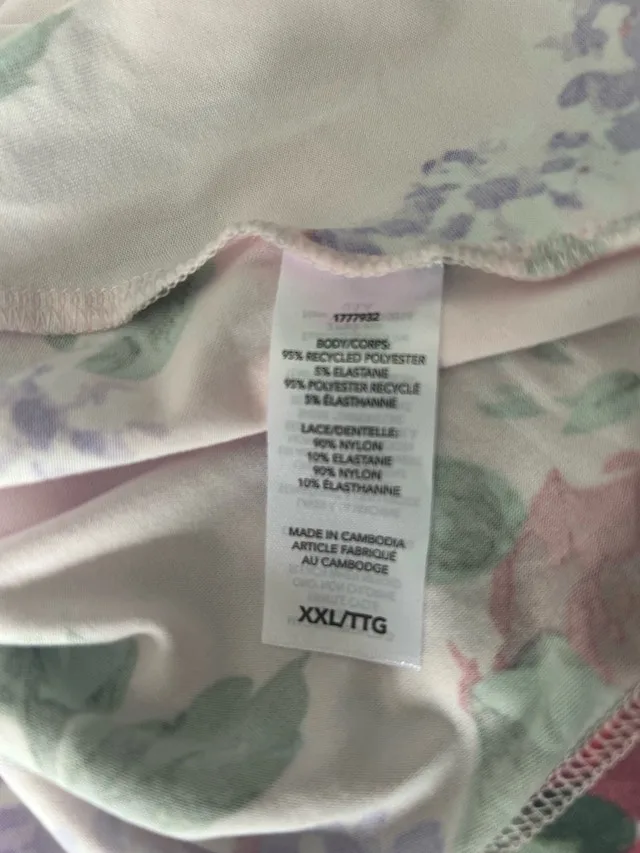 1777932
BODY/CORPS:
95% RECYCLED POLYESTER
5% ELASTANE
95% POLYESTER RECYCLÉ
5% ÉLASTHANNE
LACE/DENTELLE:
90% NYLON
10% ELASTANE
90% NYLON
10% ÉLASTHANNE
MADE IN CAMBODIA
ARTICLE FABRIQUÉ
AU CAMBODGE
XXL/TTG